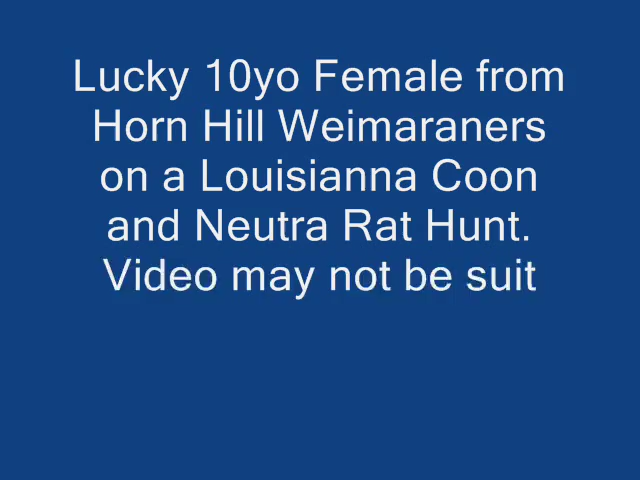 Lucky 10yo Female from
Horn Hill Weimaraners
on a Louisianna Coon
and Neutra Rat Hunt.
Video may not be suit